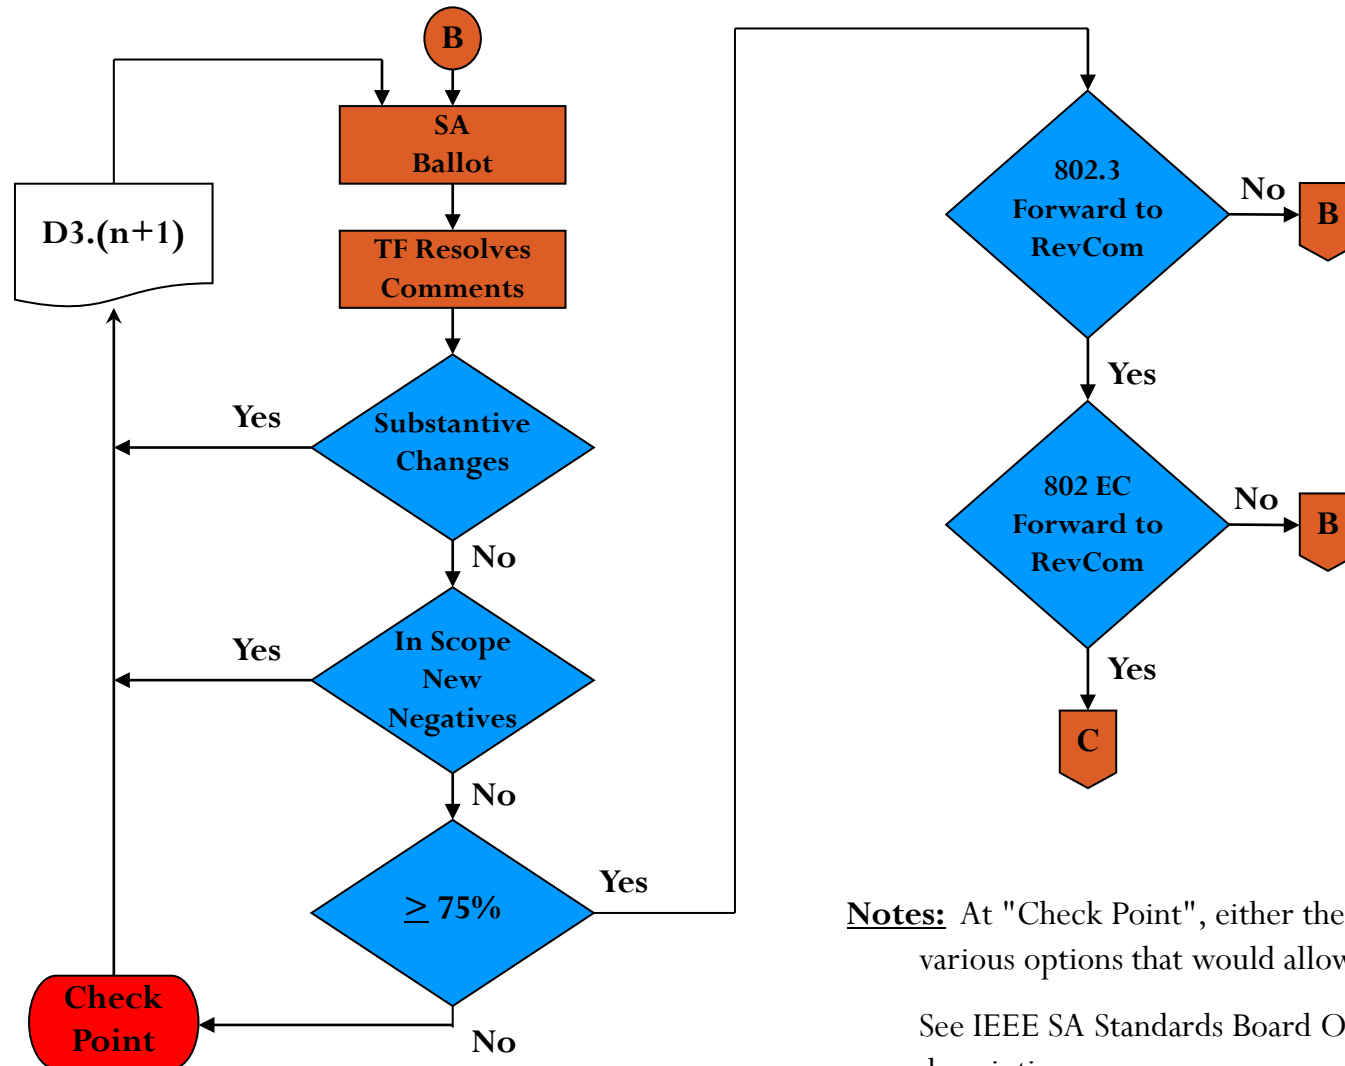 B
SA
Ballot
D3.(n+1)
TF Resolves
Comments
Substantive
Changes
Yes
No
In Scope
New
Negatives
Yes
No
≥ 75%
Yes
No
Check
Point
802.3
Forward to
RevCom
No
B
Yes
802 EC
Forward to
RevCom
No
B
Yes
C
Notes: At "Check Point", either the
various options that would allow
See IEEE SA Standards Board O